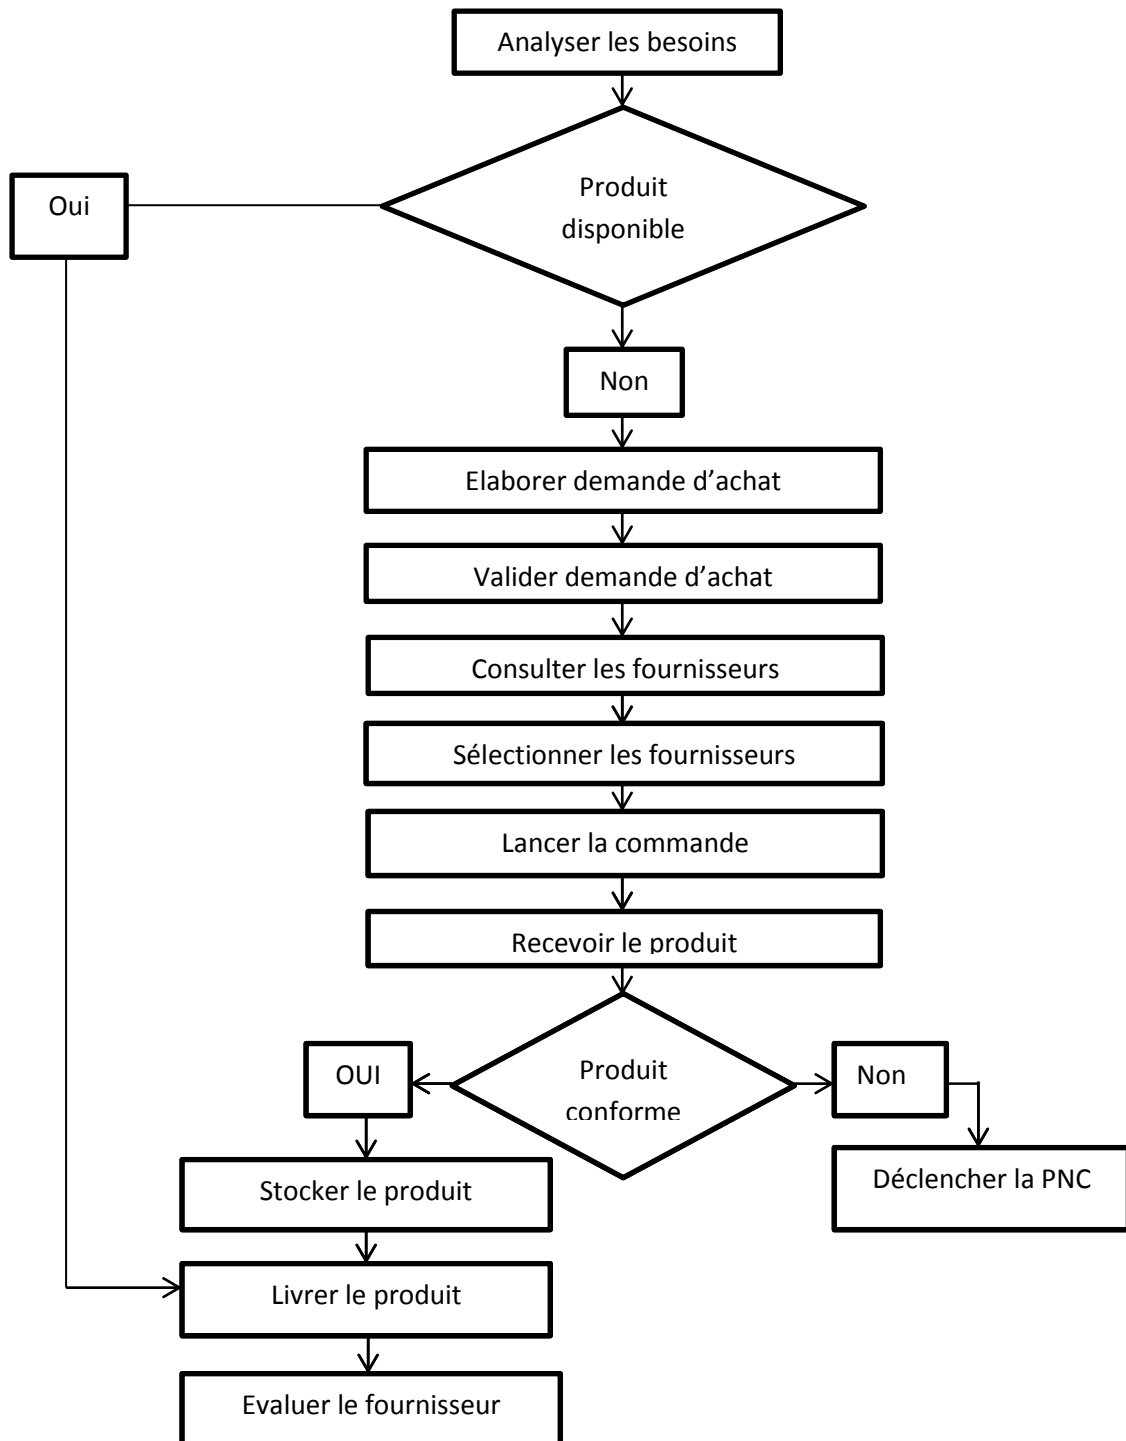 Analyser les besoins
Produit
disponible
Oui
Non
Elaborer demande d’achat
Valider demande d’achat
Consulter les fournisseurs
Sélectionner les fournisseurs
Lancer la commande
Recevoir le produit
Produit
conforme
OUI
Non
Stocker le produit
Déclencher la PNC
Livrer le produit
Evaluer le fournisseur